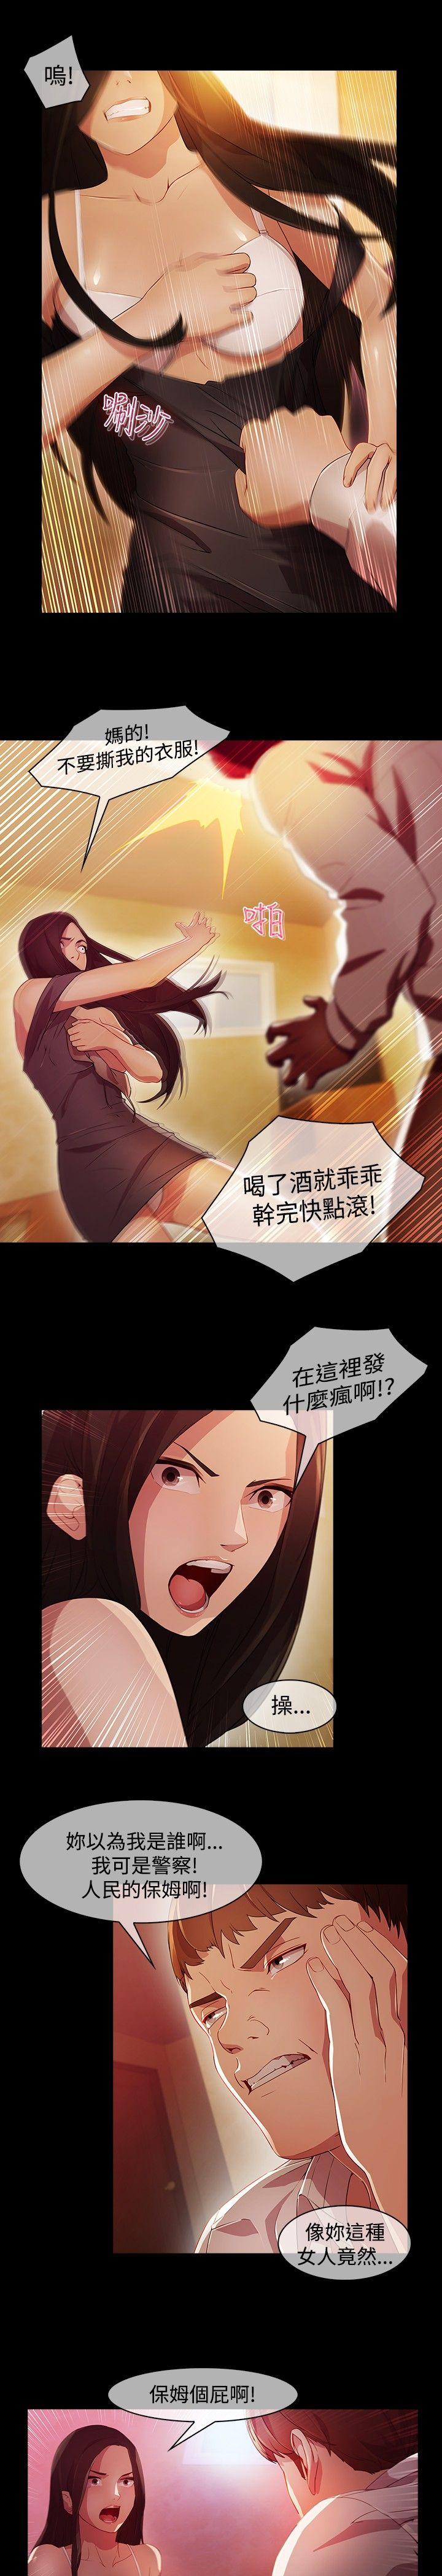 嗚!
唰沙
媽的!
不要撕我的衣服!
啪
喝了酒就乖乖
幹完快點滾!
在這裡發
什麼瘋啊!?
操...
妳以為我是誰啊...
我可是警察!
人民的保姆啊!
像妳這種
女人竟然...
保姆個屁啊!